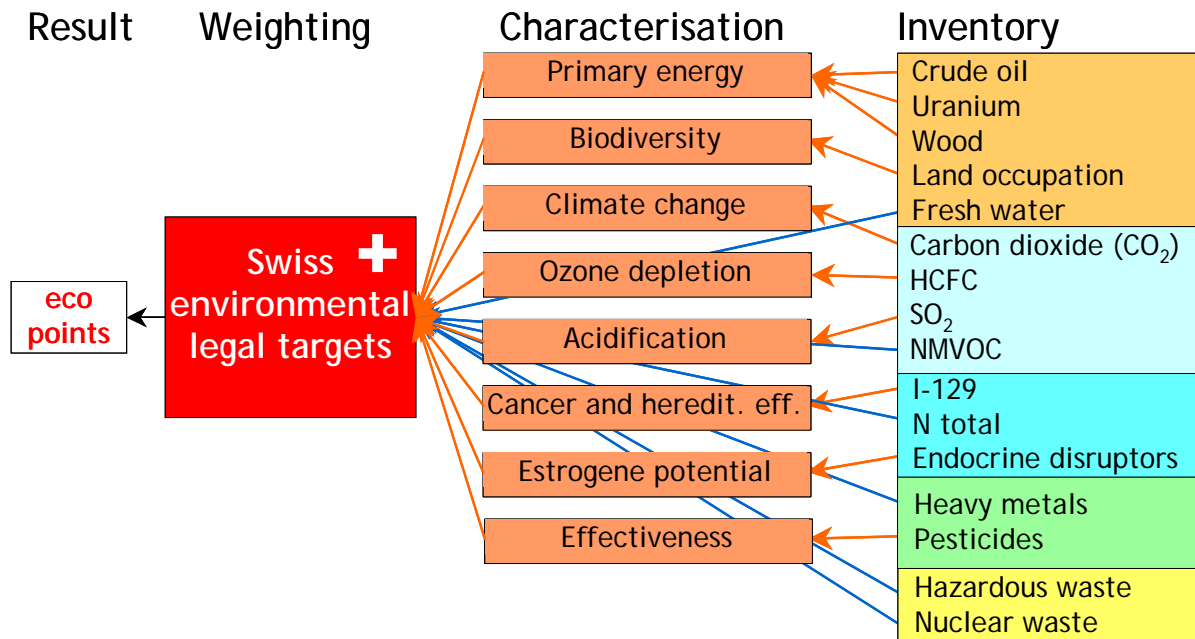 Result Weighting Characterisation Inventory
Primary energy
Biodiversity
Climate change
Ozone depletion
Acidification
Cancer and heredit. eff.
Estrogene potential
Effectiveness
Swiss
environmental
legal targets
eco
points
Crude oil
Uranium
Wood
Land occupation
Fresh water
Carbon dioxide (CO₂)
HCFC
SO₂
NMVOC
I-129
N total
Endocrine disruptors
Heavy metals
Pesticides
Hazardous waste
Nuclear waste